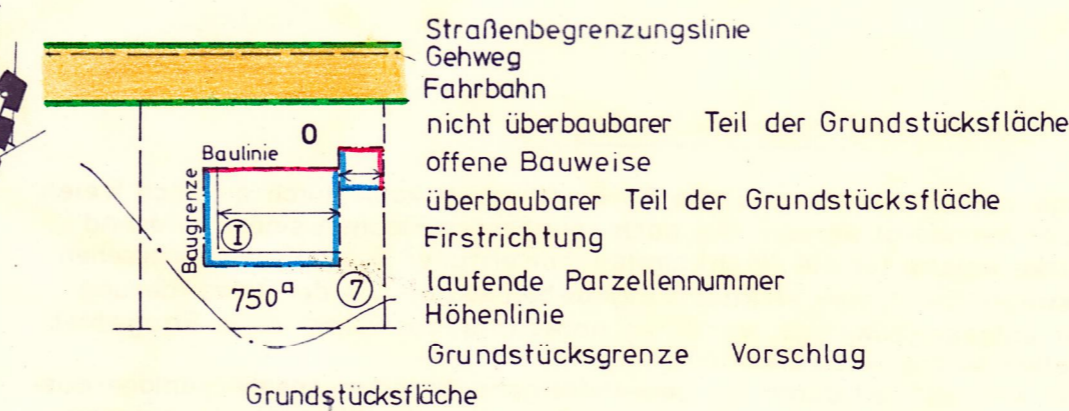 Straßenbegrenzungslinie
Gehweg
Fahrbahn
nicht überbaubarer Teil der Grundstücksfläche
O
Baulinie
offene Bauweise
Baugrenze
überbaubarer Teil der Grundstücksfläche
I
Firstrichtung
750a
7
laufende Parzellennummer
Höhenlinie
Grundstücksgrenze Vorschlag
Grundstücksfläche